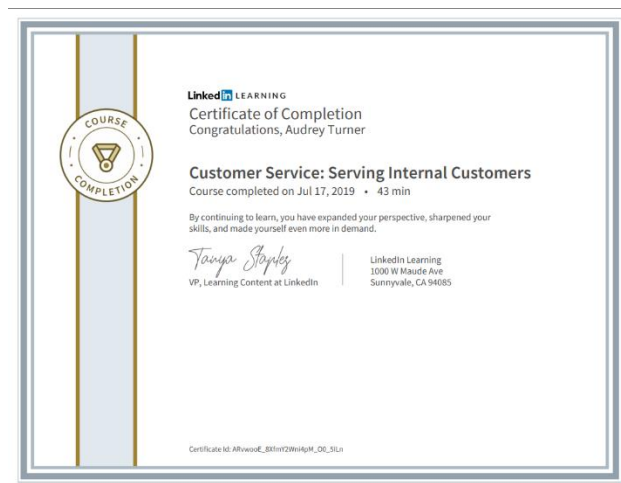 COURSE
COMPLETION
Linked in LEARNING
Certificate of Completion
Congratulations, Audrey Turner
Customer Service: Serving Internal Customers
Course completed on Jul 17, 2019 • 43 min
By continuing to learn, you have expanded your perspective, sharpened your
skills, and made yourself even more in demand.
Tanya Staples
VP, Learning Content at LinkedIn
LinkedIn Learning
1000 W Maude Ave
Sunnyvale, CA 94085
Certificate Id: